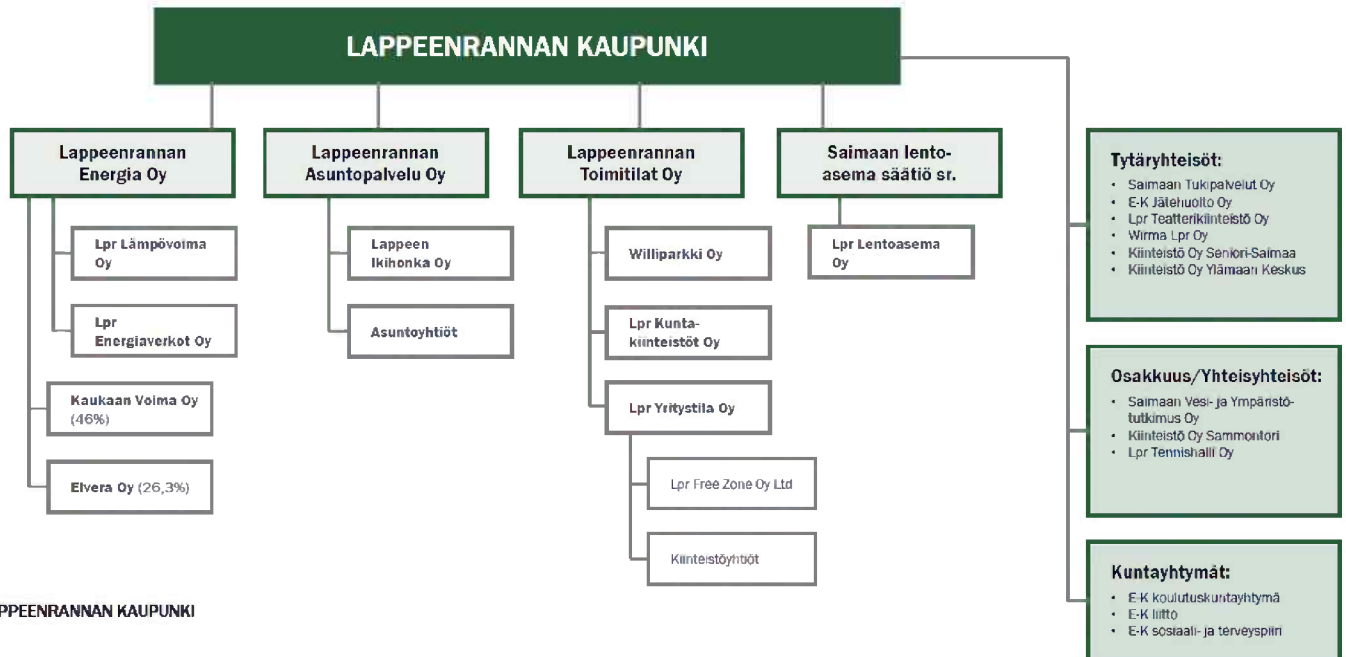 LAPPEENRANNAN KAUPUNKI
Lappeenrannan
Energia Oy
Lpr Lämpövoima
Oy
Lpr
Energiaverkot Oy
Kaukaan Voima Oy
(46%)
Elvera Oy (26,3%)
Lappeenrannan
Asuntopalvelu Oy
Lappeen
Ikihonka Oy
Asuntoyhtiöt
Lappeenrannan
Toimitilat Oy
Williparkki Oy
Lpr Kunta-
kiinteistöt Oy
Lpr Yritystila Oy
Lpr Free Zone Oy Ltd
Kiinteistöyhtiöt
Saimaan lento-
asema säätiö sr.
Lpr Lentoasema
Oy
Tytäryhteisöt:
• Saimaan Tukipalvelut Oy
• E-K Jätehuolto Oy
• Lpr Teatterikiinteistö Oy
• Wirma Lpr Oy
• Kiinteistö Oy Seniori-Saimaa
• Kiinteistö Oy Ylämaan Keskus
Osakkuus/Yhteisyhteisöt:
• Saimaan Vesi- ja Ympäristö-
tutkimus Oy
• Kiinteistö Oy Sammontori
• Lpr Tennishalli Oy
Kuntayhtymät:
• E-K koulutuskuntayhtymä
• E-K liitto
• E-K sosiaali- ja terveyspiiri
PPEENRANNAN KAUPUNKI